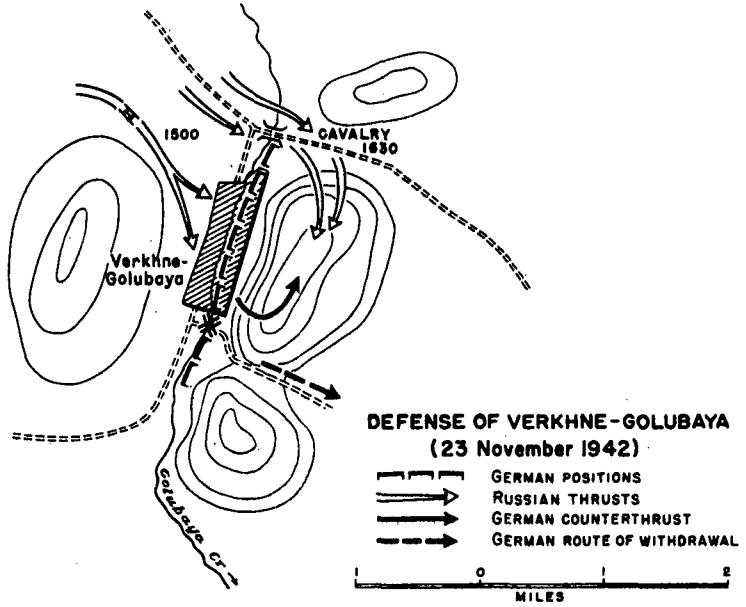 1500
CAVALRY
1630
Verkhne-
Golubaya
Golubaya Cr
DEFENSE OF VERKHNE-GOLUBAYA
(23 November 1942)
GERMAN POSITIONS
RUSSIAN THRUSTS
GERMAN COUNTERTHRUST
GERMAN ROUTE OF WITHDRAWAL
1 0 1 2
MILES